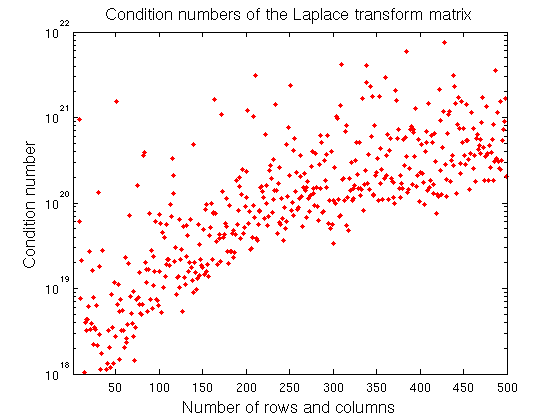 Condition numbers of the Laplace transform matrix
10^22
10^21
10^20
10^19
10^18
Condition number
50 100 150 200 250 300 350 400 450 500
Number of rows and columns